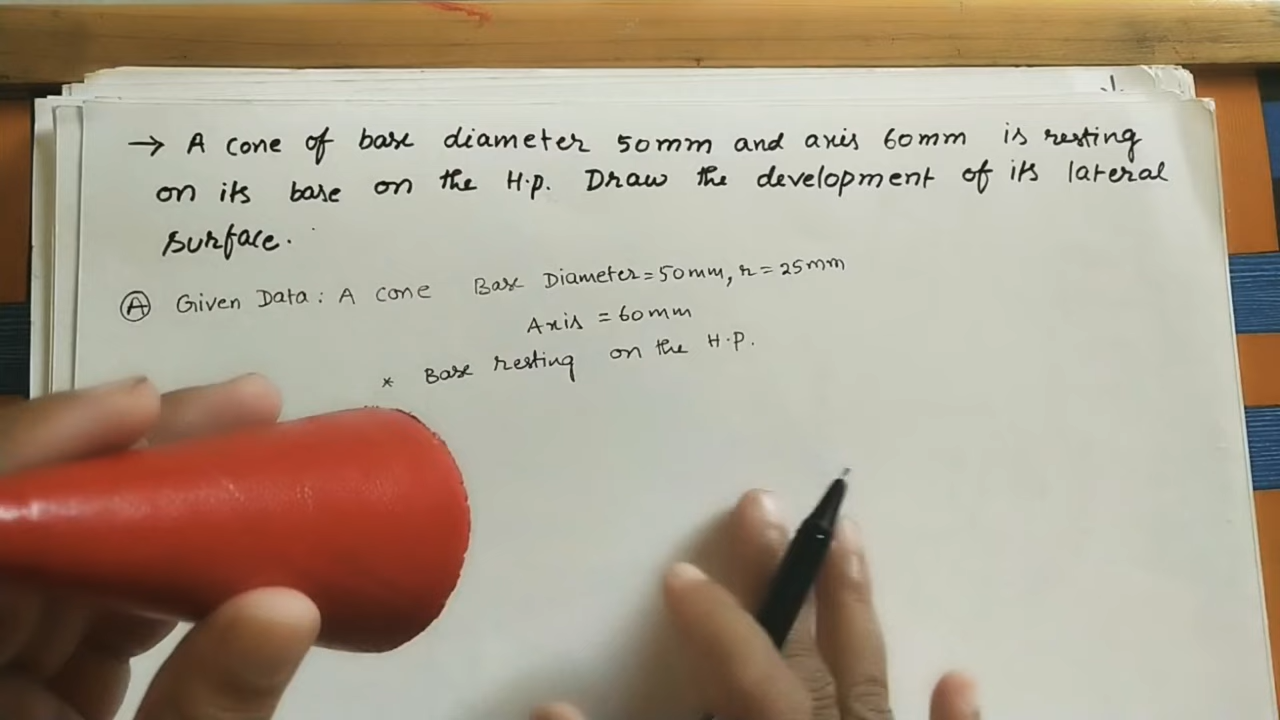 → A cone of base diameter 50mm and axis 60mm is resting
on its base on the H.p. Draw the development of its lateral
surface.
Ⓐ Given Data: A cone Base Diameter=50mm, r=25mm
Axis = 60mm
* Base resting on the H.P.